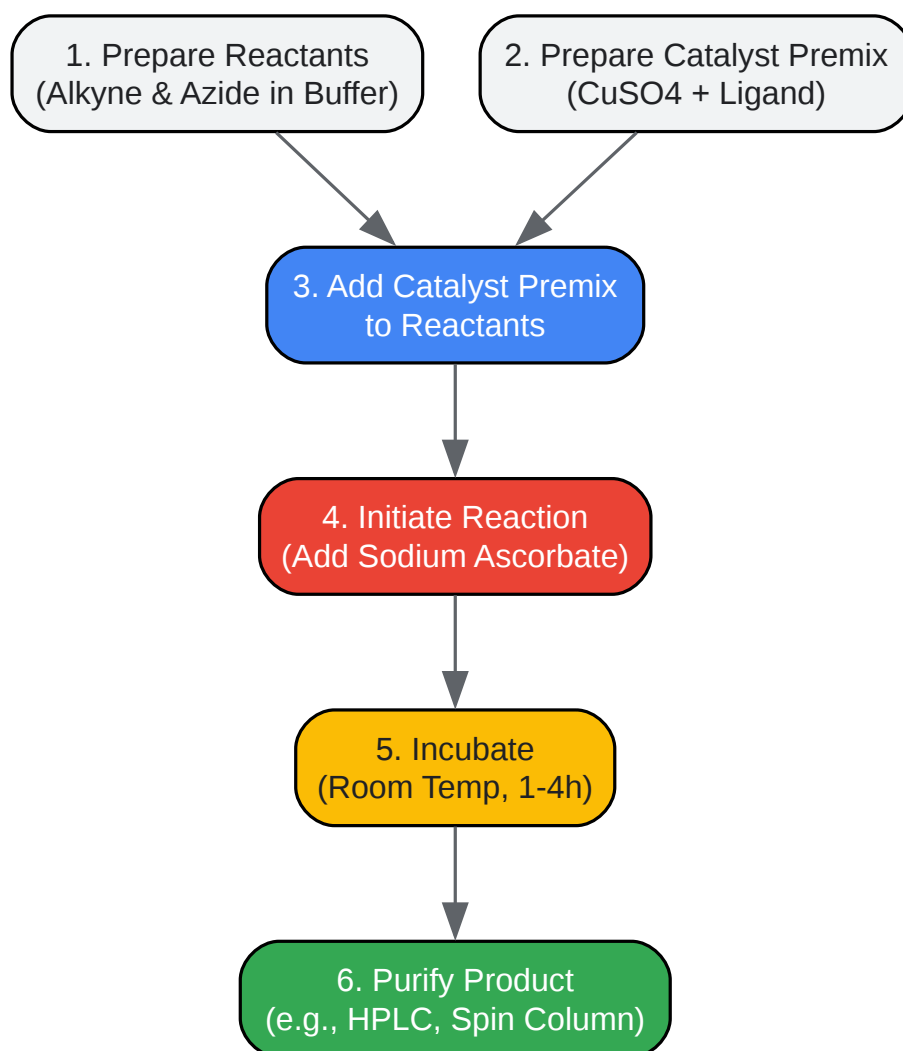 1. Prepare Reactants
(Alkyne & Azide in Buffer)
2. Prepare Catalyst Premix
(CuSO4 + Ligand)
3. Add Catalyst Premix
to Reactants
4. Initiate Reaction
(Add Sodium Ascorbate)
5. Incubate
(Room Temp, 1-4h)
6. Purify Product
(e.g., HPLC, Spin Column)